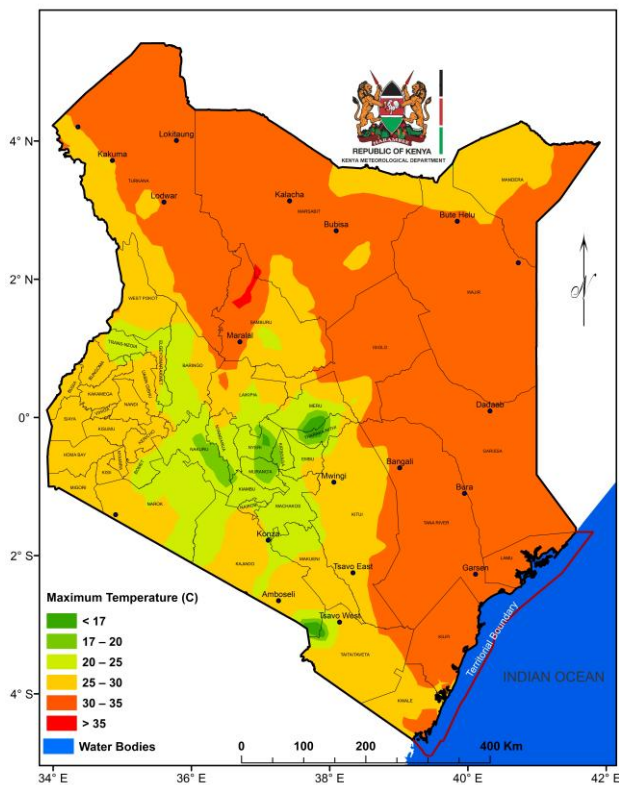 HARAMBEE
REPUBLIC OF KENYA
KENYA METEOROLOGICAL DEPARTMENT
4° N
2° N
0°
2° S
4° S
Lokitaung
Kakuma
TURKANA
Lodwar
Kalacha
MARSABIT
Bubisa
MANDERA
Bute Helu
WAJIR
N
WEST POKOT
SAMBURU
Maralal
ISIOLO
TRANS-NZOIA
BARINGO
BUNGOMA
BUSIA
KAKAMEGA
NANDI
LAIKIPIA
MERU
SIAYA
KISUMU
HOMA BAY
KISII
MIGORI
NAKURU
NYERI
EMBU
MURANG'A
KIAMBU
NAROK
MACHAKOS
Dadaab
GARISSA
Bangali
Bura
Mwingi
KITUI
TANA RIVER
Konza
MAKUENI
KAJIADO
Tsavo East
Garsen
LAMU
Amboseli
Tsavo West
TAITA TAVETA
KILIFI
KWALE
Territorial Boundary
INDIAN OCEAN
Maximum Temperature (C)
< 17
17 – 20
20 – 25
25 – 30
30 – 35
> 35
Water Bodies
0 100 200 400 Km
34° E 36° E 38° E 40° E 42° E